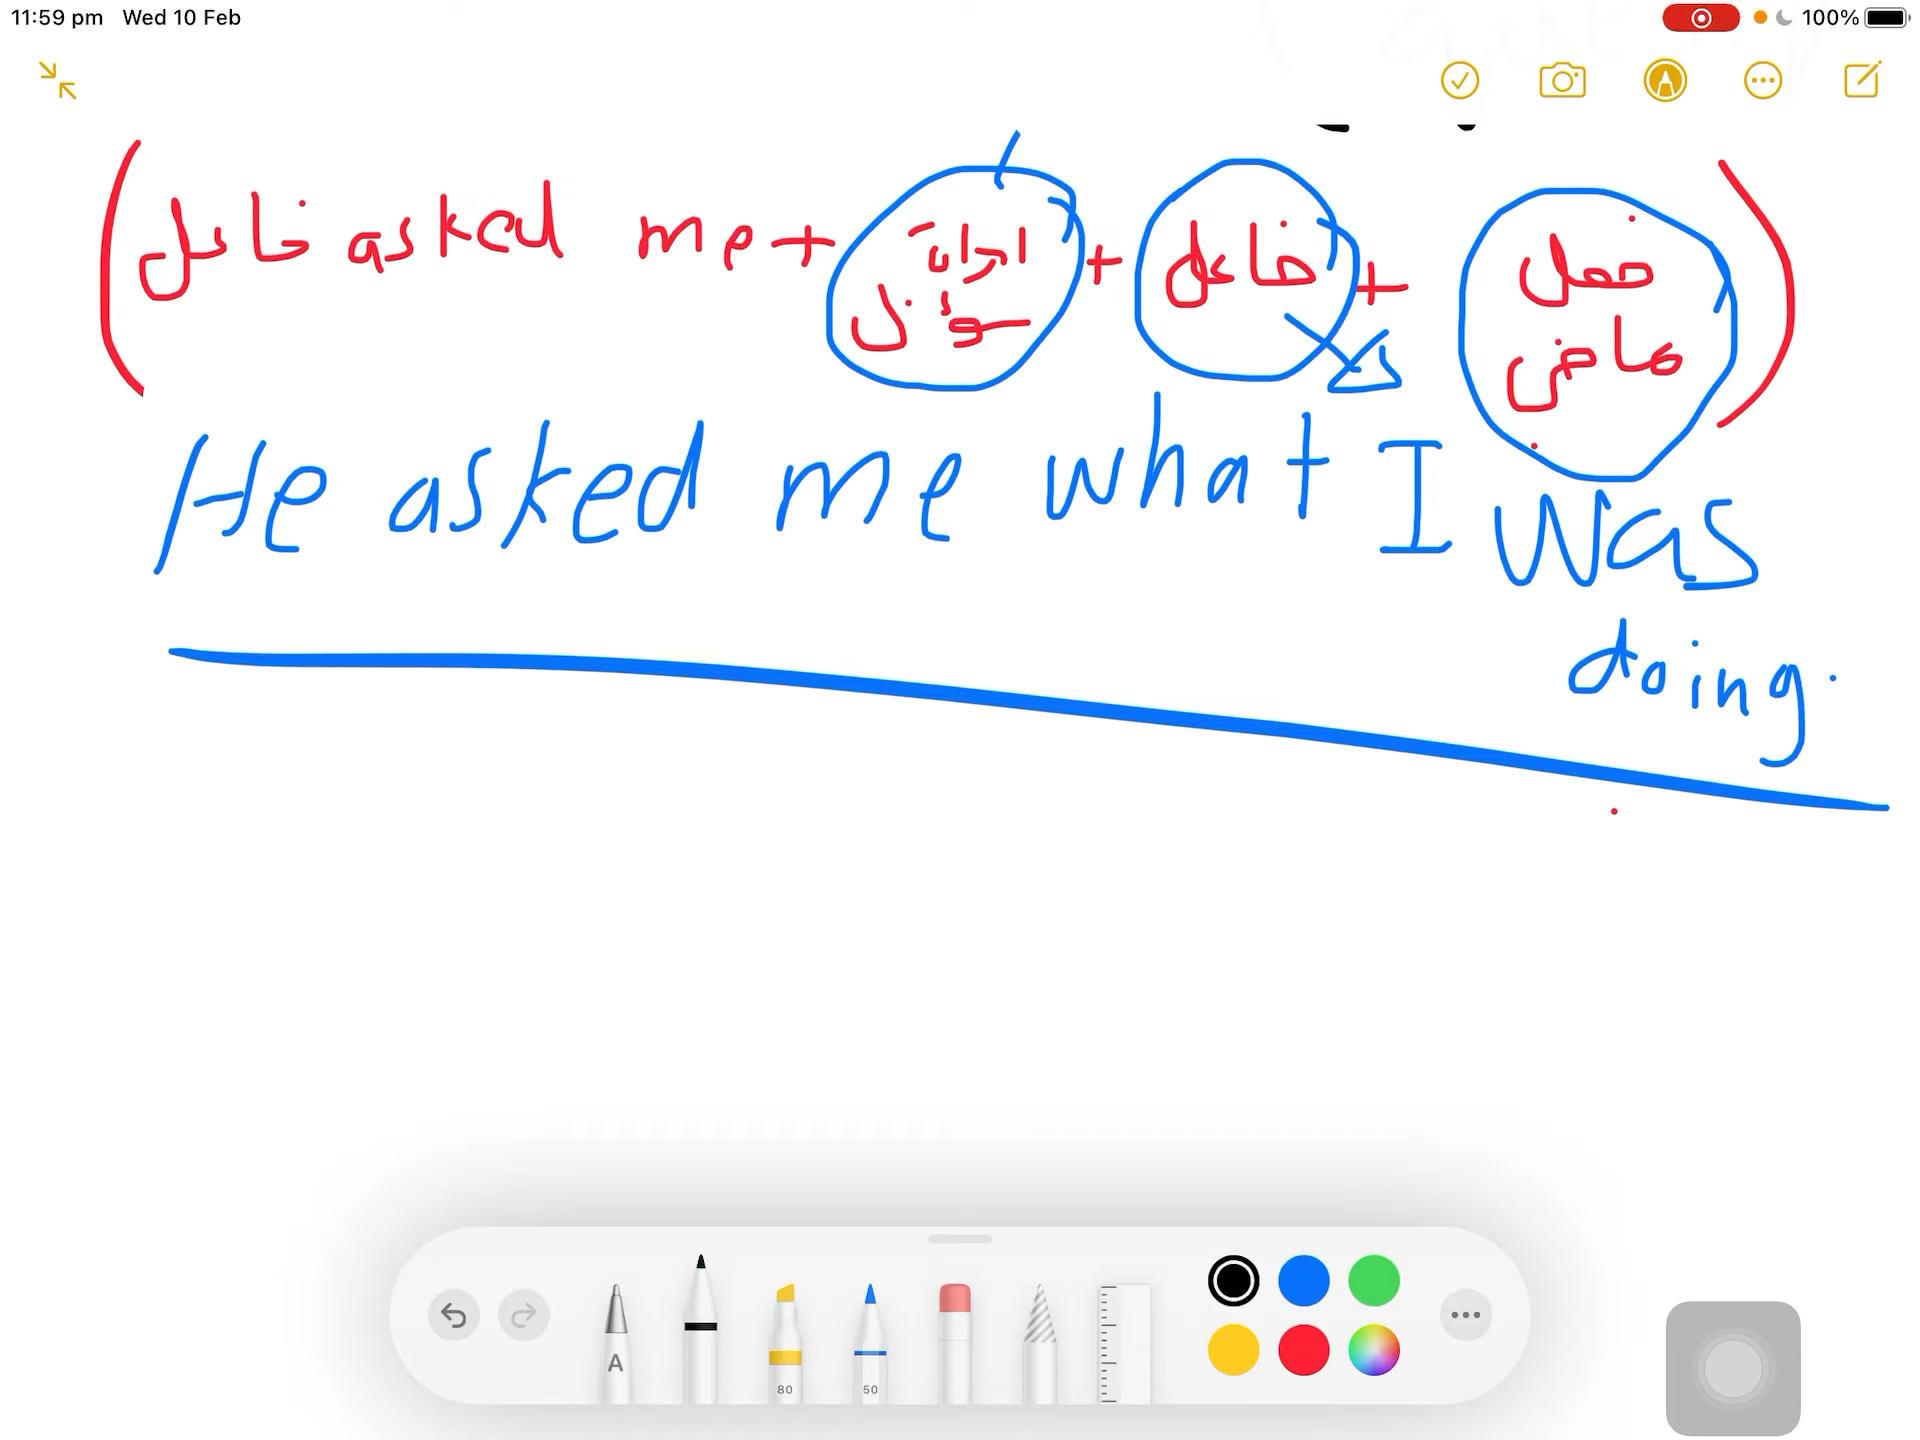 11:59 pm Wed 10 Feb 100%
فاعل asked me + اداة سؤال + فاعل + فعل ماضي
He asked me what I was
doing.
A 80 50